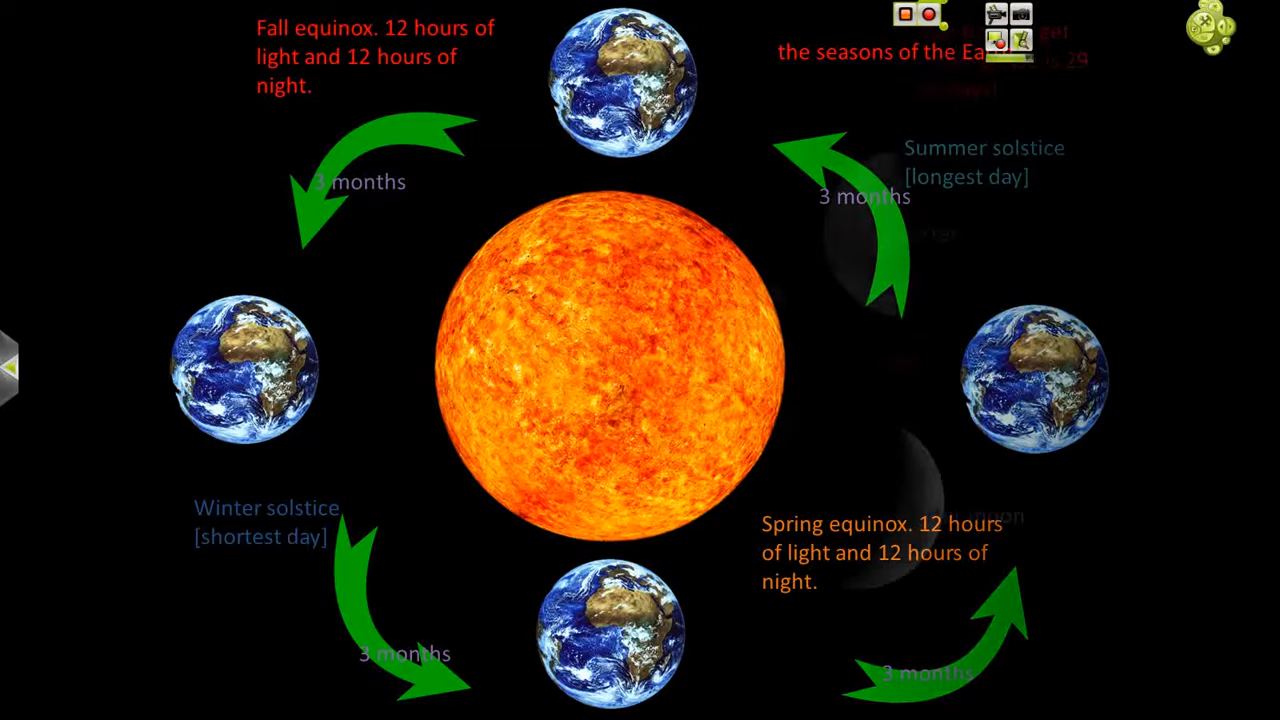 Fall equinox. 12 hours of
light and 12 hours of
night.
the seasons of the Ea
Summer solstice
[longest day]
3 months
3 months
Winter solstice
[shortest day]
Spring equinox. 12 hours
of light and 12 hours of
night.
3 months
3 months